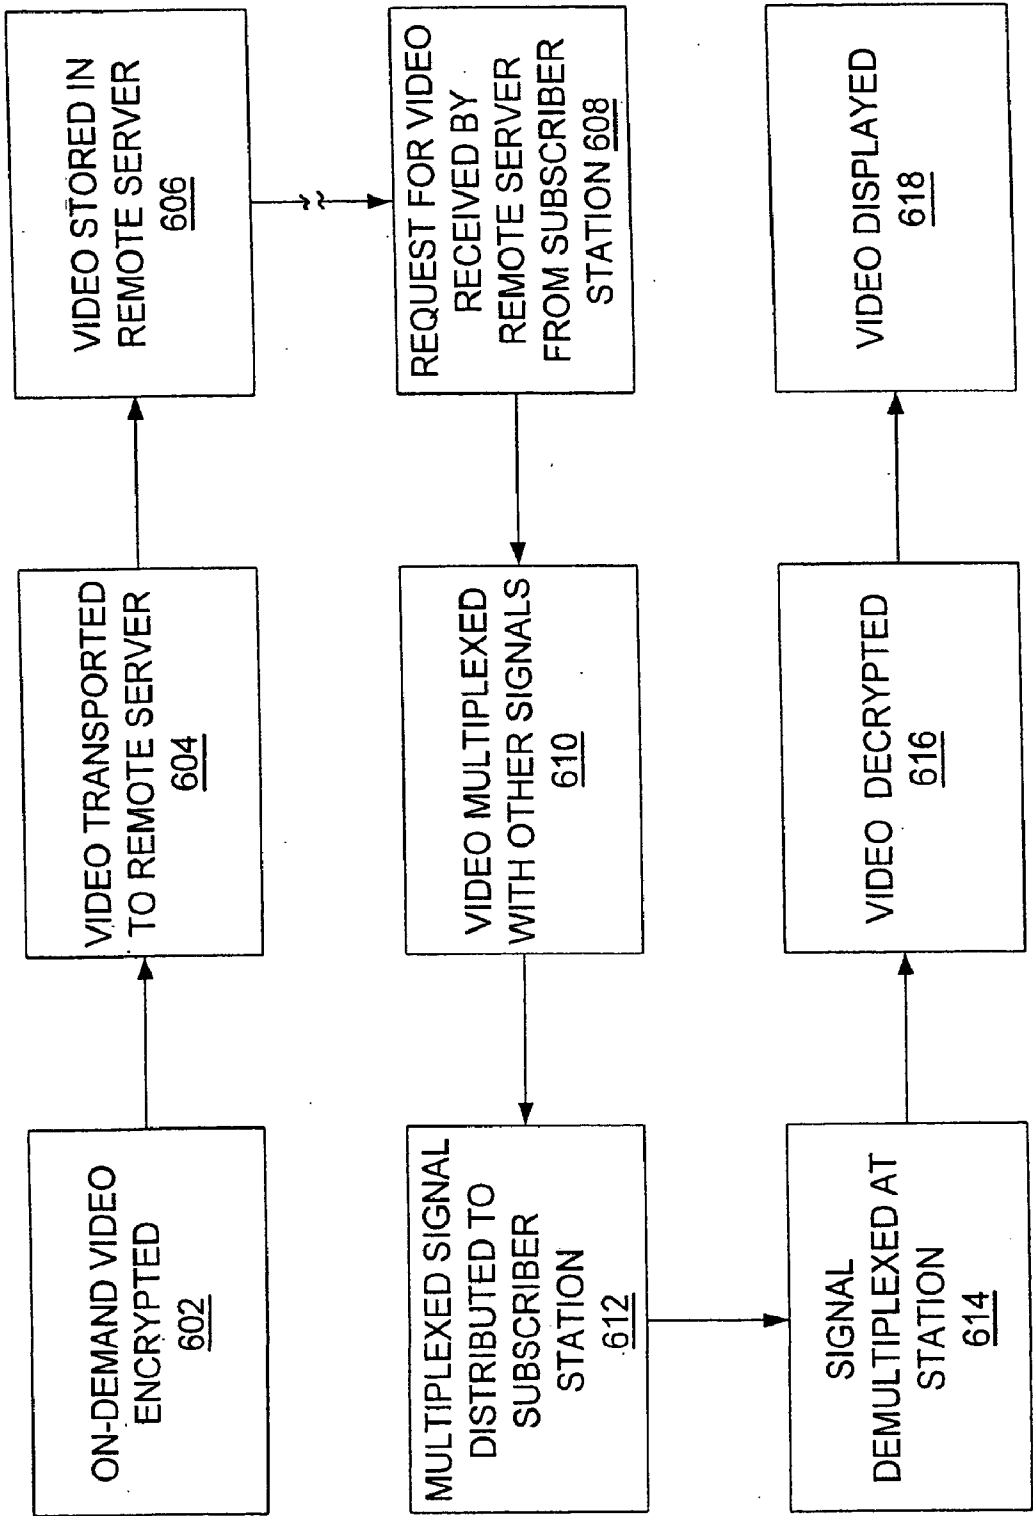 ON-DEMAND VIDEO
ENCRYPTED
602
VIDEO TRANSPORTED
TO REMOTE SERVER
604
VIDEO STORED IN
REMOTE SERVER
606
REQUEST FOR VIDEO
RECEIVED BY
REMOTE SERVER
FROM SUBSCRIBER
STATION 608
VIDEO MULTIPLEXED
WITH OTHER SIGNALS
610
MULTIPLEXED SIGNAL
DISTRIBUTED TO
SUBSCRIBER
STATION
612
SIGNAL
DEMULTIPLEXED AT
STATION
614
VIDEO DECRYPTED
616
VIDEO DISPLAYED
618